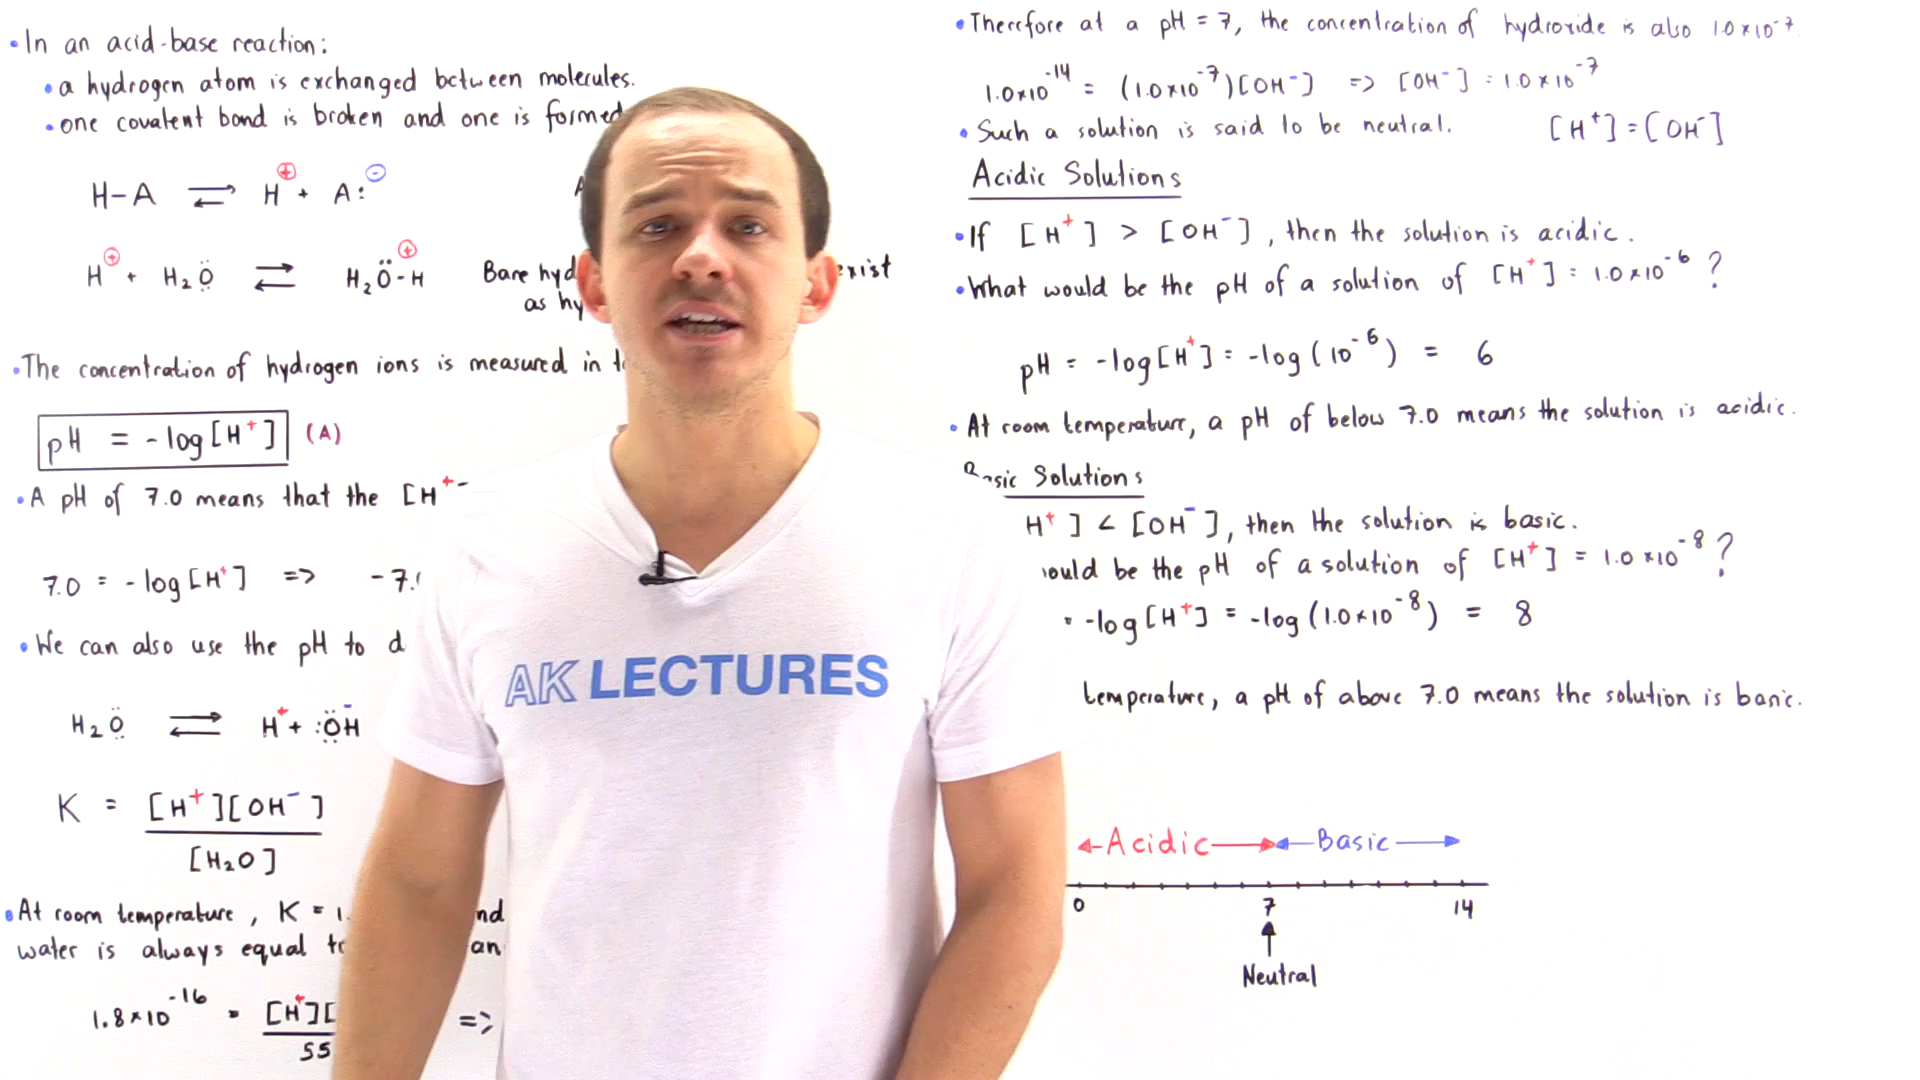 • In an acid-base reaction:
• a hydrogen atom is exchanged between molecules.
• one covalent bond is broken and one is formed
H–A ⇌ H⊕ + A:⊖
H⊕ + H₂Ö: ⇌ H₂Ö-H⊕
Bare exist
as
• The concentration of hydrogen ions is measured in
pH = -log[H⁺] (A)
• A pH of 7.0 means that the [H⁺
7.0 = -log[H⁺] => -7.
• We can also use the pH to
H₂Ö: ⇌ H⁺ + :ÖH⁻
K = [H⁺][OH⁻]
[H₂O]
• At room temperature, K = 1.
water is always equal
1.8×10⁻¹⁶ = [H⁺][
55
=>
• Therefore at a pH = 7, the concentration of hydroxide is also 1.0×10⁻⁷
1.0×10⁻¹⁴ = (1.0×10⁻⁷)[OH⁻] => [OH⁻] = 1.0×10⁻⁷
• Such a solution is said to be neutral. [H⁺]=[OH⁻]
Acidic Solutions
• If [H⁺] > [OH⁻], then the solution is acidic.
• What would be the pH of a solution of [H⁺] = 1.0×10⁻⁶?
pH = -log[H⁺] = -log(10⁻⁶) = 6
• At room temperature, a pH of below 7.0 means the solution is acidic.
Basic Solutions
H⁺] < [OH⁻], then the solution is basic.
would be the pH of a solution of [H⁺] = 1.0×10⁻⁸?
= -log[H⁺] = -log(1.0×10⁻⁸) = 8
temperature, a pH of above 7.0 means the solution is basic.
Acidic Basic
0 7 14
Neutral
AK LECTURES